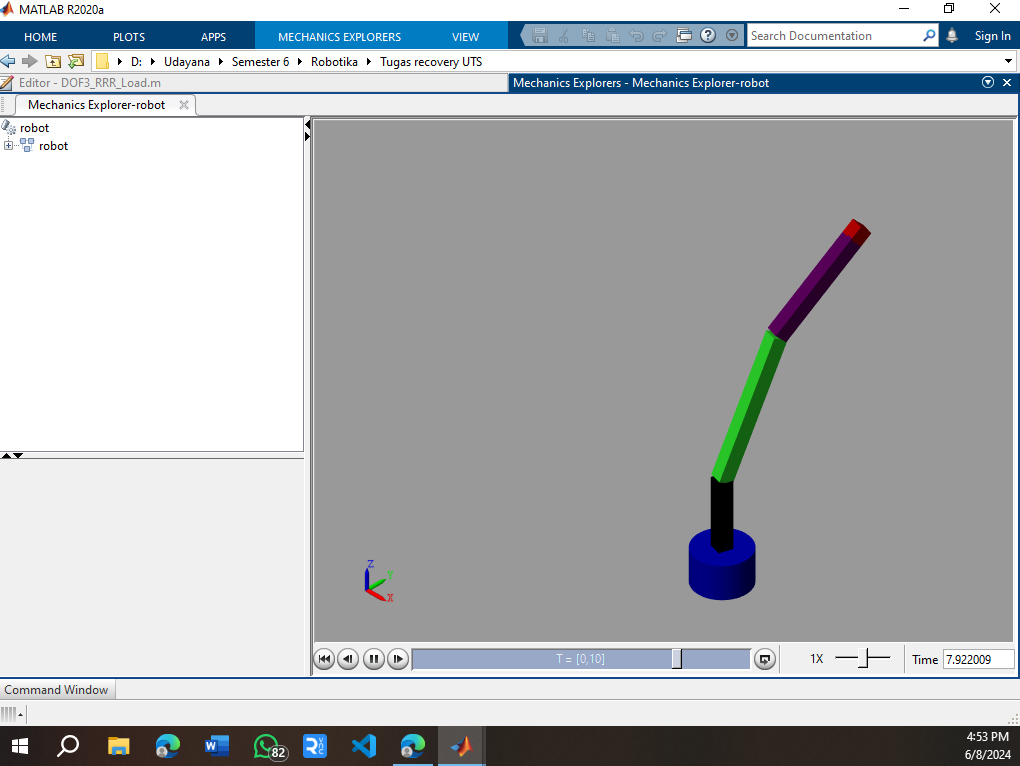 MATLAB R2020a
HOME PLOTS APPS MECHANICS EXPLORERS VIEW Search Documentation Sign In
D: Udayana Semester 6 Robotika Tugas recovery UTS
Editor - DOF3_RRR_Load.m Mechanics Explorers - Mechanics Explorer-robot
Mechanics Explorer-robot
robot
robot
Z
Y
X
T = [0,10] 1X Time 7.922009
Command Window
82
4:53 PM
6/8/2024